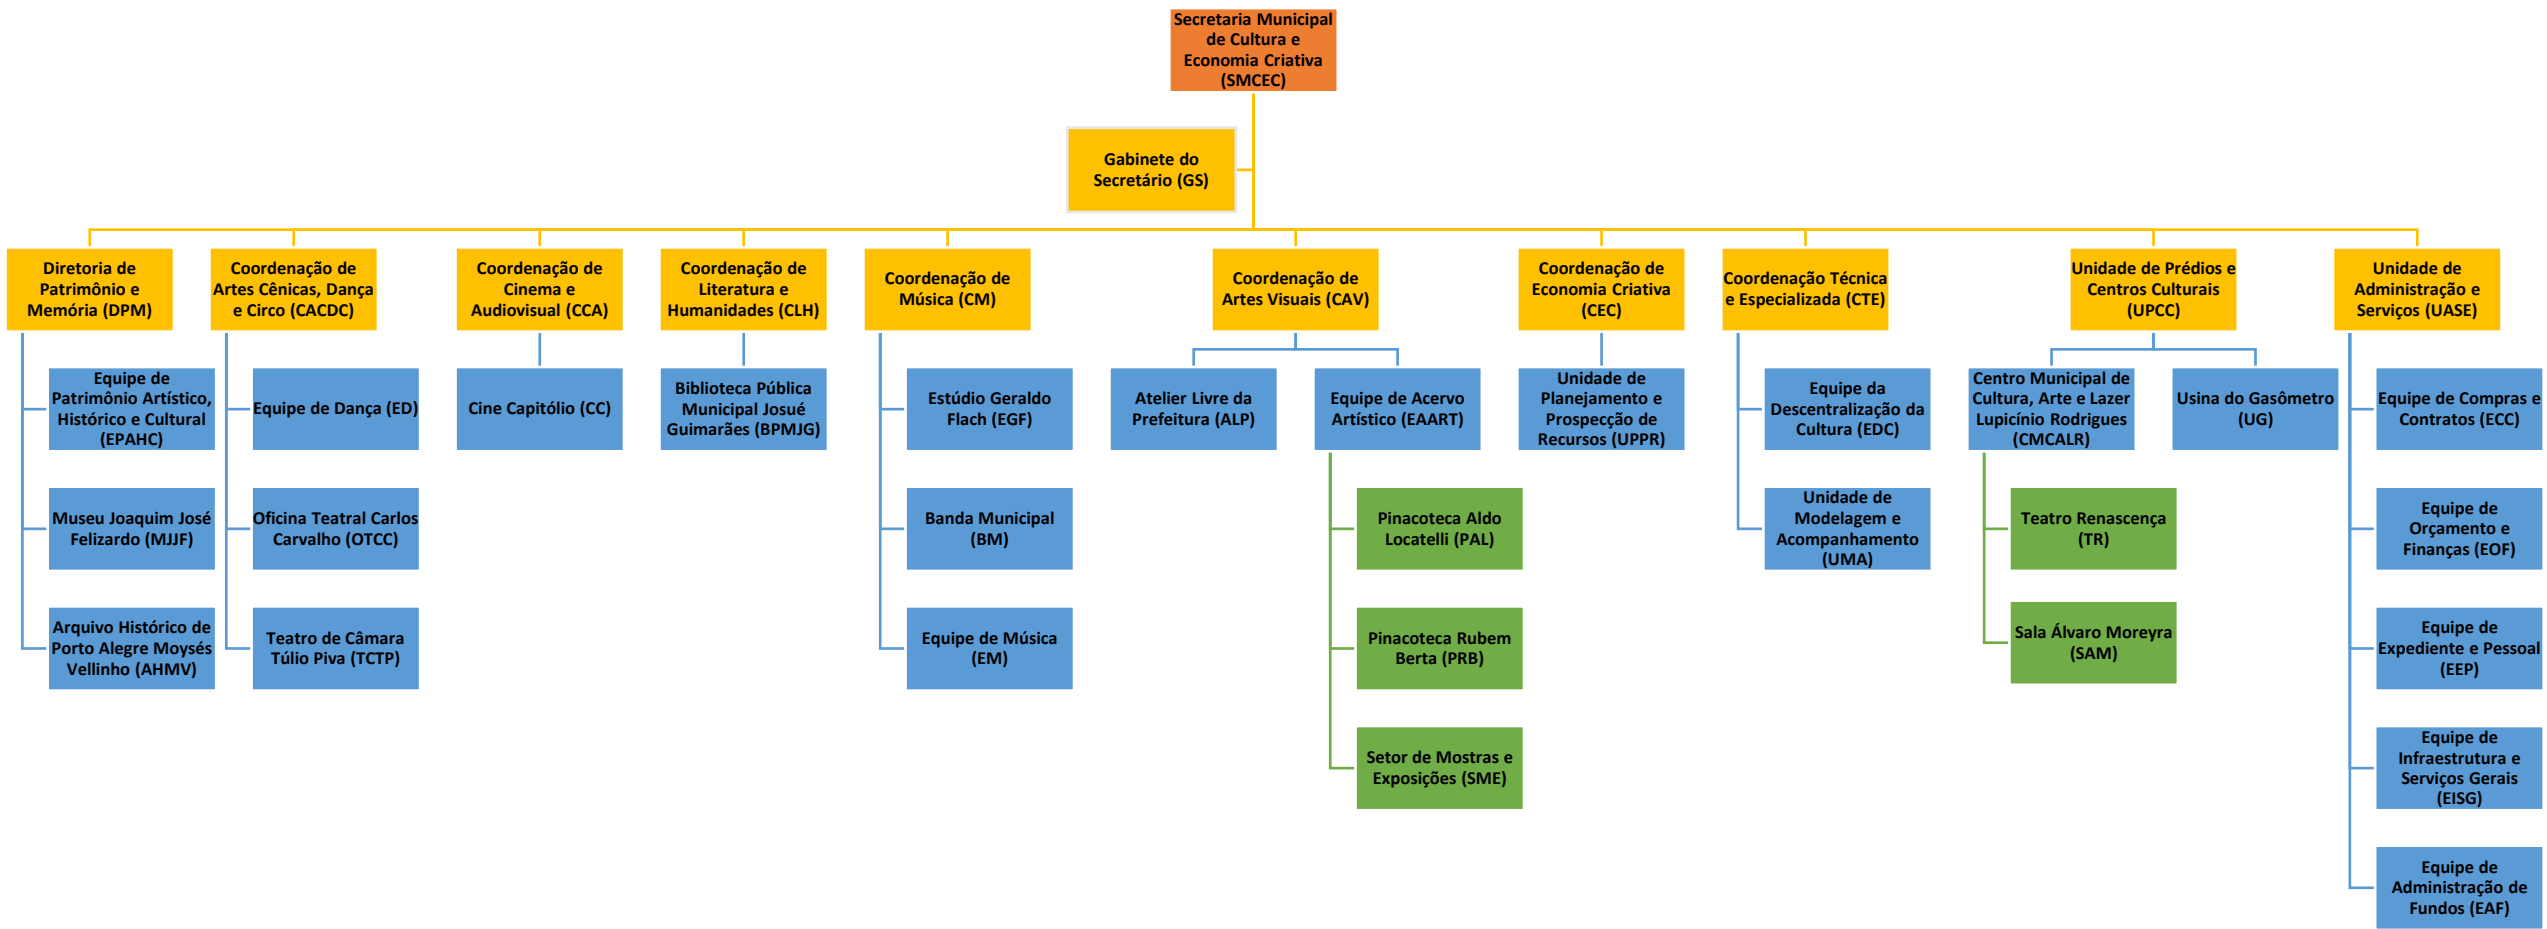 Secretaria Municipal
de Cultura e
Economia Criativa
(SMCEC)
Gabinete do
Secretário (GS)
Diretoria de
Patrimônio e
Memória (DPM)
Coordenação de
Artes Cênicas, Dança
e Circo (CACDC)
Coordenação de
Cinema e
Audiovisual (CCA)
Coordenação de
Literatura e
Humanidades (CLH)
Coordenação de
Música (CM)
Coordenação de
Artes Visuais (CAV)
Coordenação de
Economia Criativa
(CEC)
Coordenação Técnica
e Especializada (CTE)
Unidade de Prédios e
Centros Culturais
(UPCC)
Unidade de
Administração e
Serviços (UASE)
Equipe de
Patrimônio Artístico,
Histórico e Cultural
(EPAHC)
Equipe de Dança (ED)
Cine Capitólio (CC)
Biblioteca Pública
Municipal Josué
Guimarães (BPMJG)
Estúdio Geraldo
Flach (EGF)
Atelier Livre da
Prefeitura (ALP)
Equipe de Acervo
Artístico (EAART)
Unidade de
Planejamento e
Prospecção de
Recursos (UPPR)
Equipe da
Descentralização da
Cultura (EDC)
Centro Municipal de
Cultura, Arte e Lazer
Lupicínio Rodrigues
(CMCALR)
Usina do Gasômetro
(UG)
Equipe de Compras e
Contratos (ECC)
Museu Joaquim José
Felizardo (MJJF)
Oficina Teatral Carlos
Carvalho (OTCC)
Banda Municipal
(BM)
Pinacoteca Aldo
Locatelli (PAL)
Unidade de
Modelagem e
Acompanhamento
(UMA)
Teatro Renascença
(TR)
Equipe de
Orçamento e
Finanças (EOF)
Arquivo Histórico de
Porto Alegre Moysés
Vellinho (AHMV)
Teatro de Câmara
Túlio Piva (TCTP)
Equipe de Música
(EM)
Pinacoteca Rubem
Berta (PRB)
Sala Álvaro Moreyra
(SAM)
Equipe de
Expediente e Pessoal
(EEP)
Setor de Mostras e
Exposições (SME)
Equipe de
Infraestrutura e
Serviços Gerais
(EISG)
Equipe de
Administração de
Fundos (EAF)